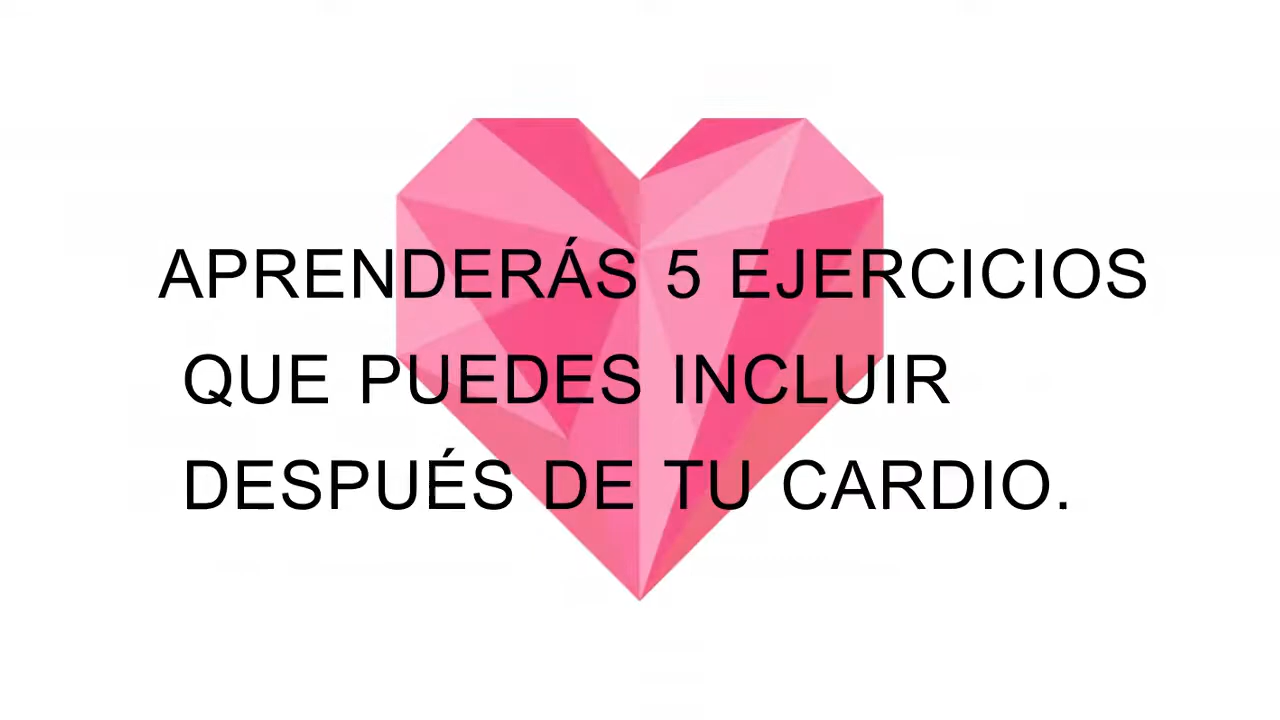 APRENDERÁS 5 EJERCICIOS
QUE PUEDES INCLUIR
DESPUÉS DE TU CARDIO.